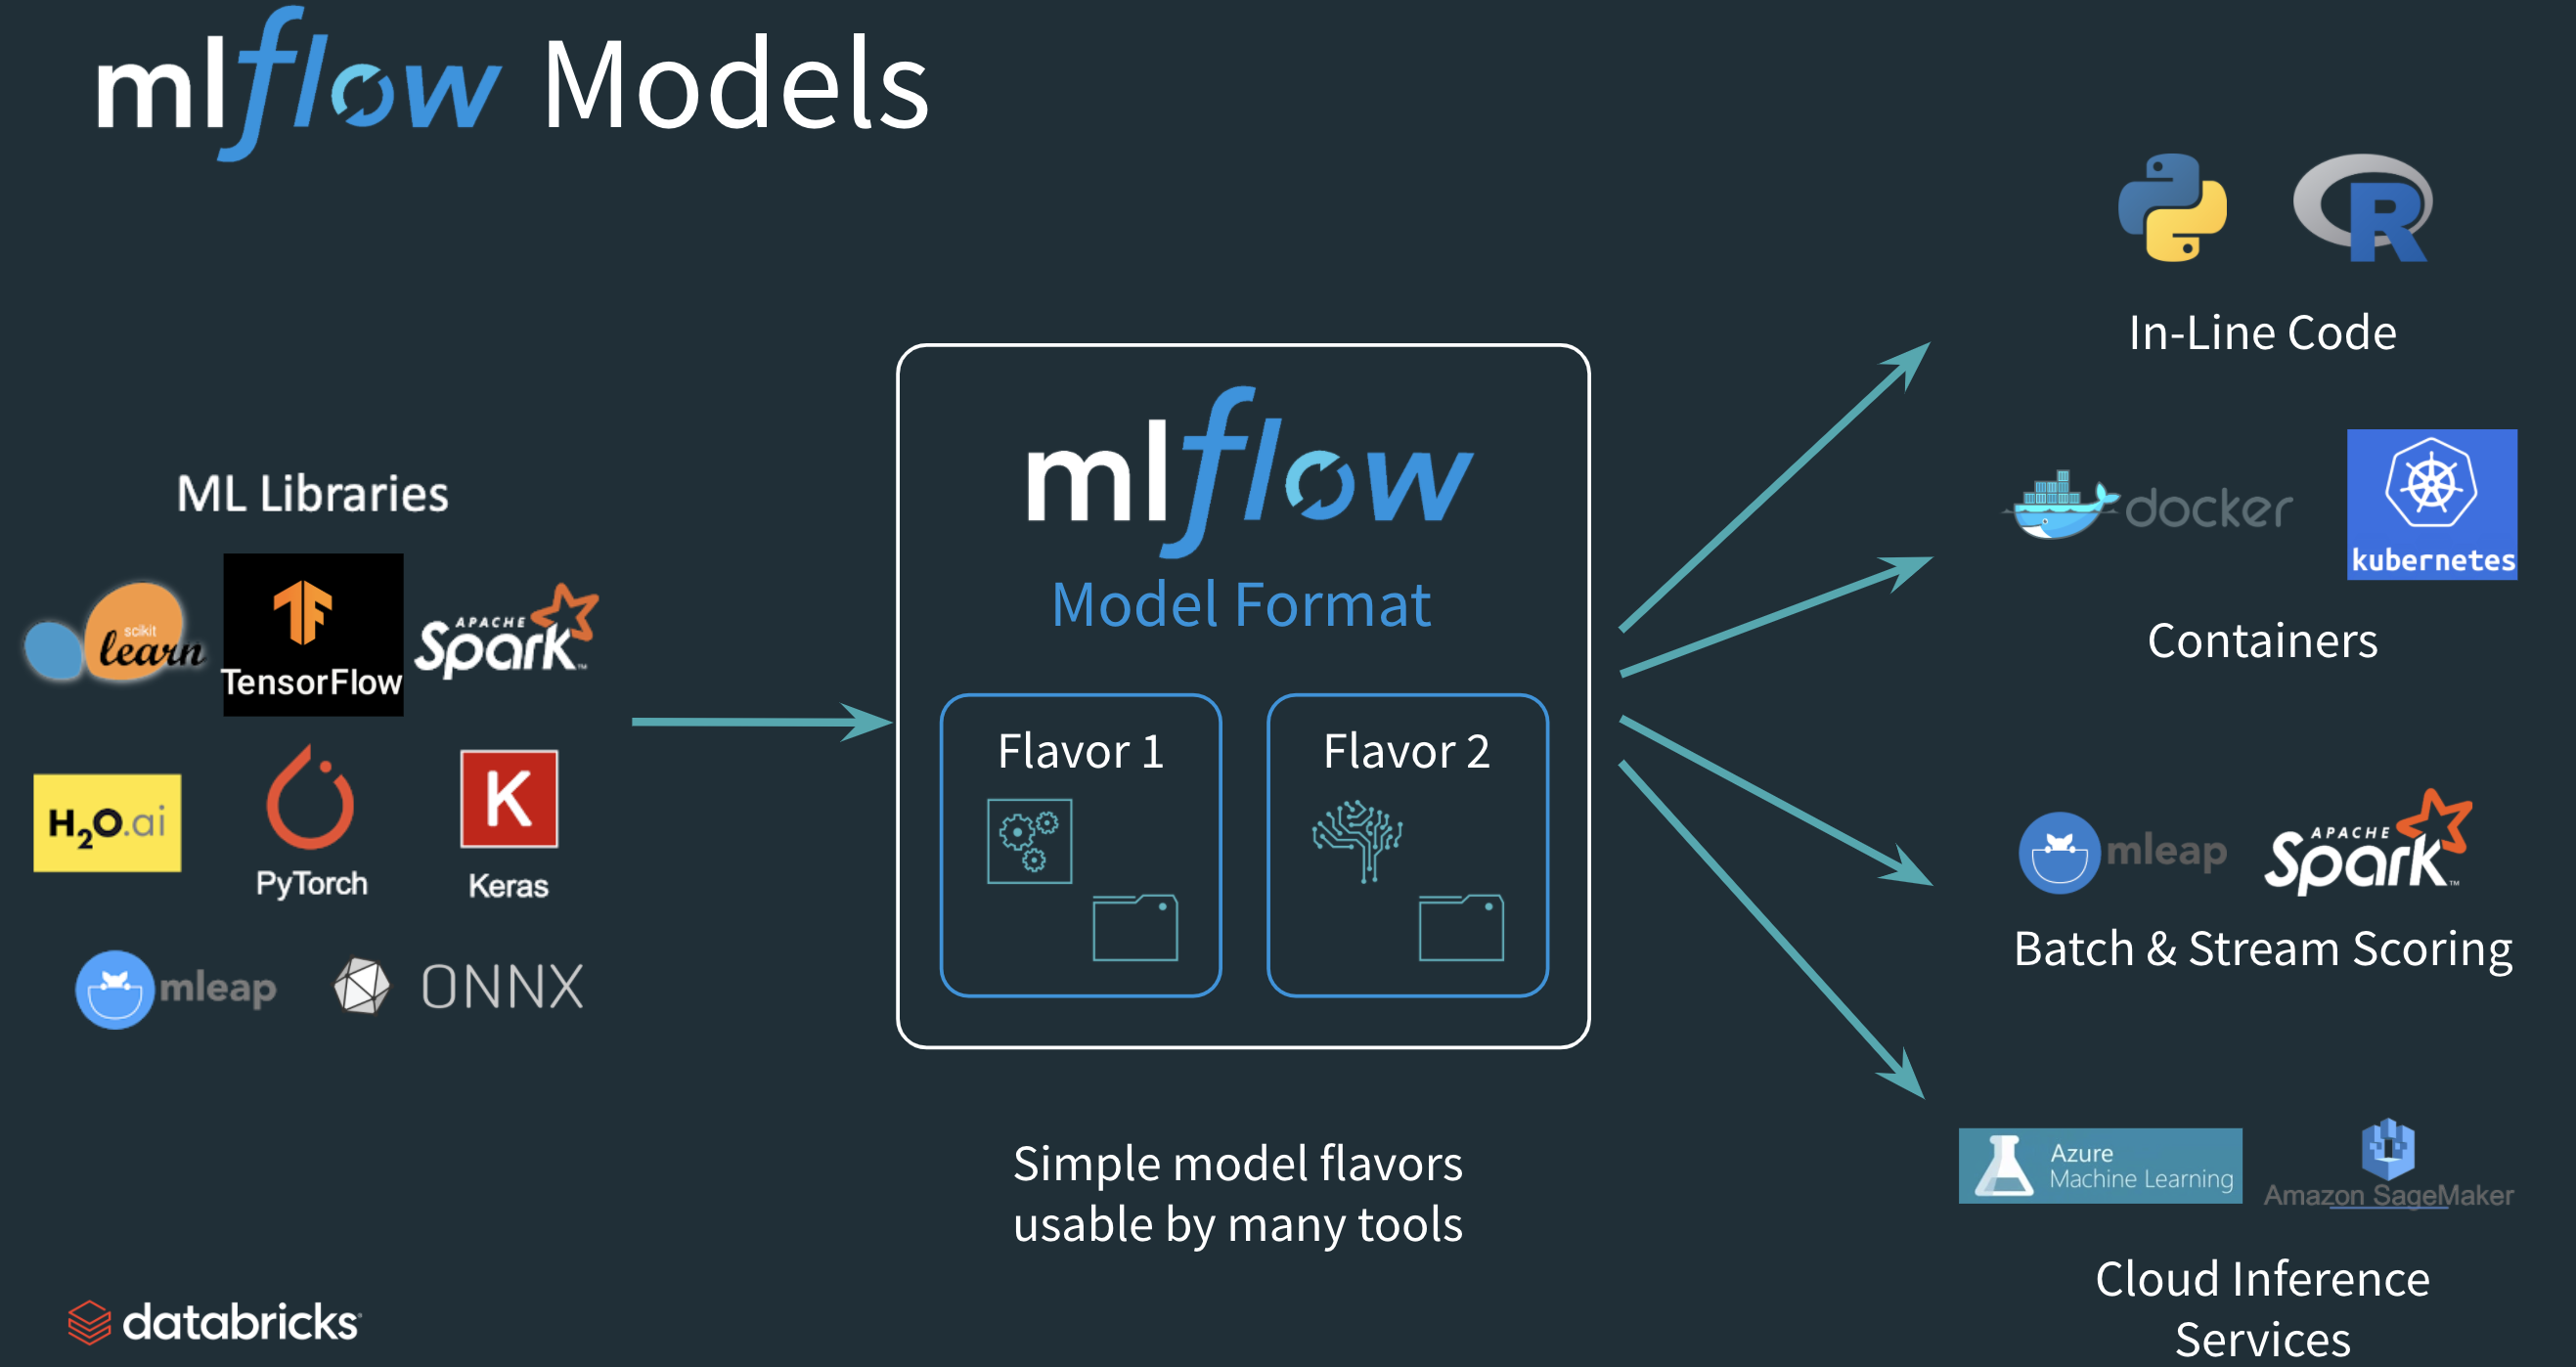 mlflow Models
ML Libraries
scikit
learn
TensorFlow
APACHE
Spark™
H2O.ai
PyTorch
K
Keras
mleap
ONNX
mlflow
Model Format
Flavor 1
Flavor 2
Simple model flavors
usable by many tools
R
In-Line Code
docker
kubernetes
Containers
mleap
APACHE
Spark™
Batch & Stream Scoring
Azure
Machine Learning
Amazon SageMaker
Cloud Inference
Services
databricks